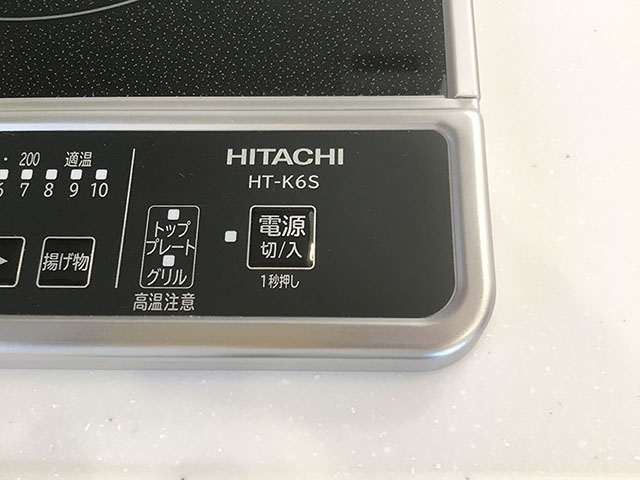 HITACHI
HT-K6S
・ 200 適温
6 7 8 9 10
揚げ物
トップ
プレート
グリル
高温注意
電源
切/入
1秒押し